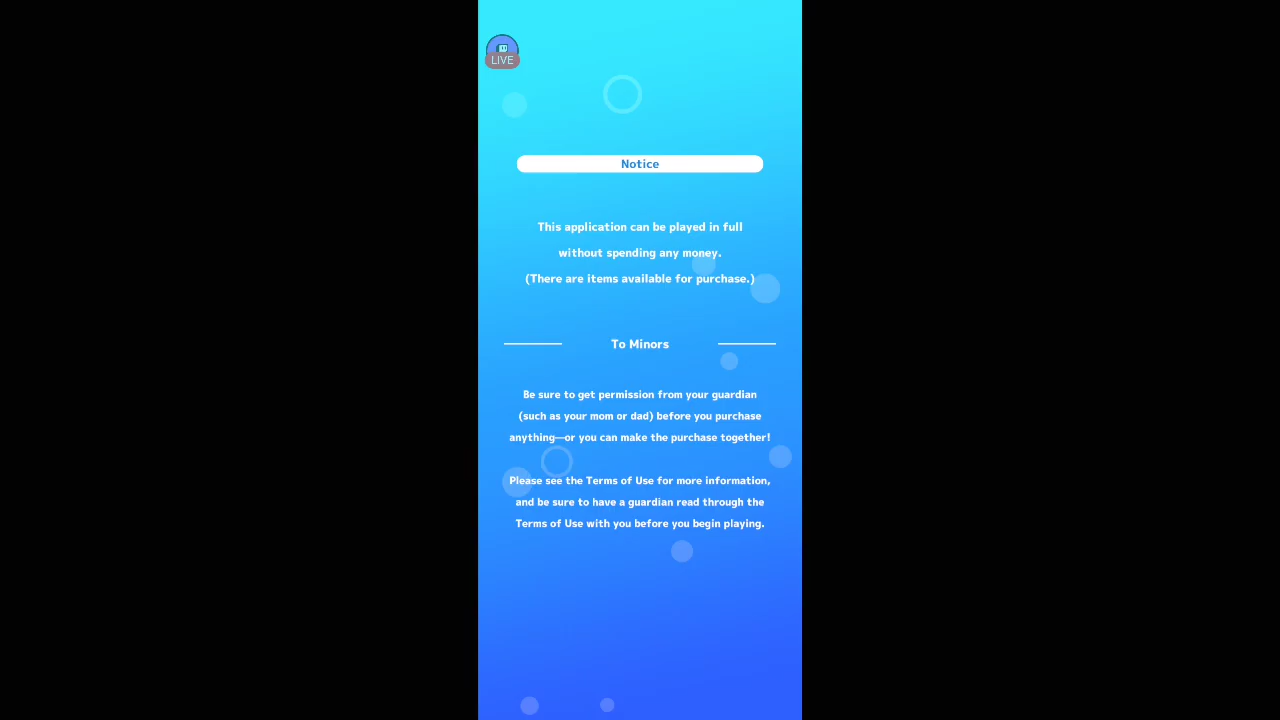 LIVE
Notice
This application can be played in full
without spending any money.
(There are items available for purchase.)
To Minors
Be sure to get permission from your guardian
(such as your mom or dad) before you purchase
anything—or you can make the purchase together!
Please see the Terms of Use for more information,
and be sure to have a guardian read through the
Terms of Use with you before you begin playing.